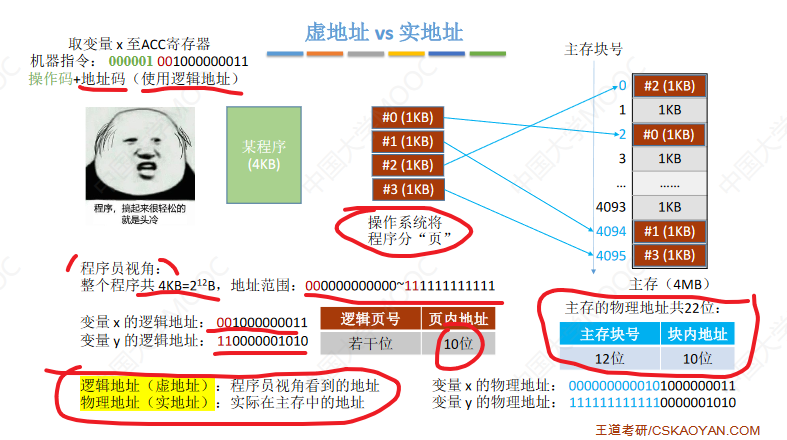 虚地址 vs 实地址
取变量 x 至ACC寄存器
机器指令：000001 001000000011
操作码+地址码（使用逻辑地址）
程序，搞起来很轻松的
就是头冷
某程序
(4KB)
#0 (1KB)
#1 (1KB)
#2 (1KB)
#3 (1KB)
操作系统将
程序分“页”
主存块号
0 #2 (1KB)
1 1KB
2 #0 (1KB)
3 1KB
... ......
4093 1KB
4094 #1 (1KB)
4095 #3 (1KB)
主存（4MB）
程序员视角：
整个程序共 4KB=2¹²B，地址范围：000000000000~111111111111
变量 x 的逻辑地址：001000000011
变量 y 的逻辑地址：110000001010
逻辑页号 页内地址
若干位 10位
主存的物理地址共22位：
主存块号 块内地址
12位 10位
逻辑地址（虚地址）：程序员视角看到的地址
物理地址（实地址）：实际在主存中的地址
变量 x 的物理地址：0000000000101000000011
变量 y 的物理地址：1111111111110000001010
王道考研/CSKAOYAN.COM
中国大学MOOC